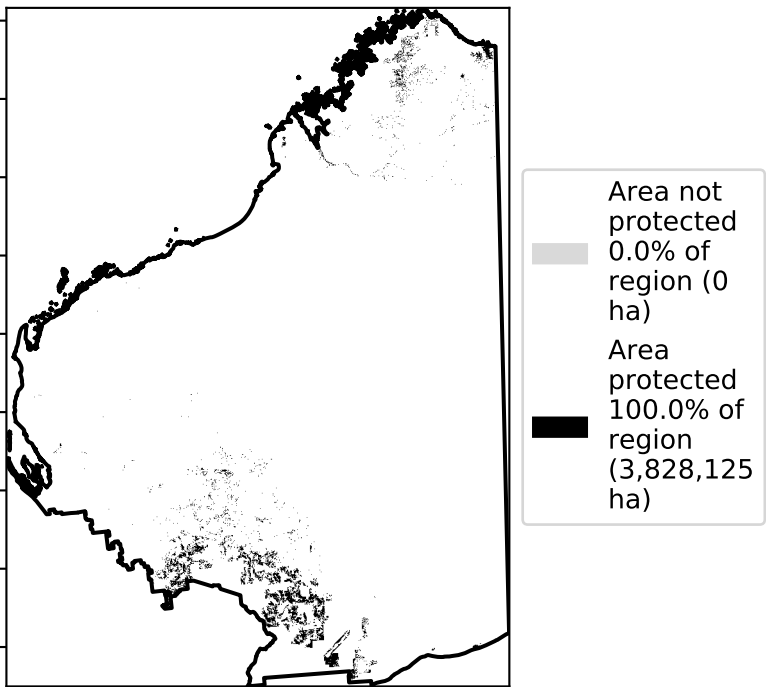 Area not
protected
0.0% of
region (0
ha)
Area
protected
100.0% of
region
(3,828,125
ha)